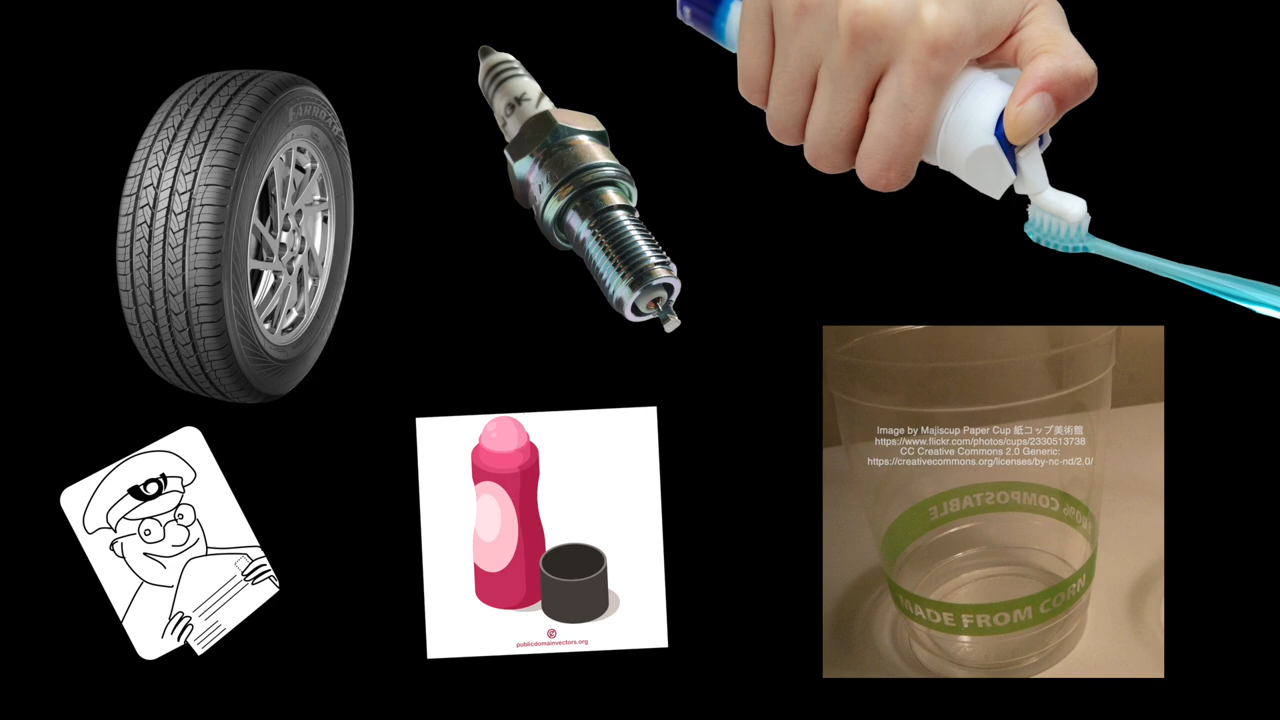 Image by Majiscup Paper Cup 紙コップ美術館
https://www.flickr.com/photos/cups/2330513738
CC Creative Commons 2.0 Generic:
https://creativecommons.org/licenses/by-nc-nd/2.0/
100% COMPOSTABLE
MADE FROM CORN
publicdomainvectors.org